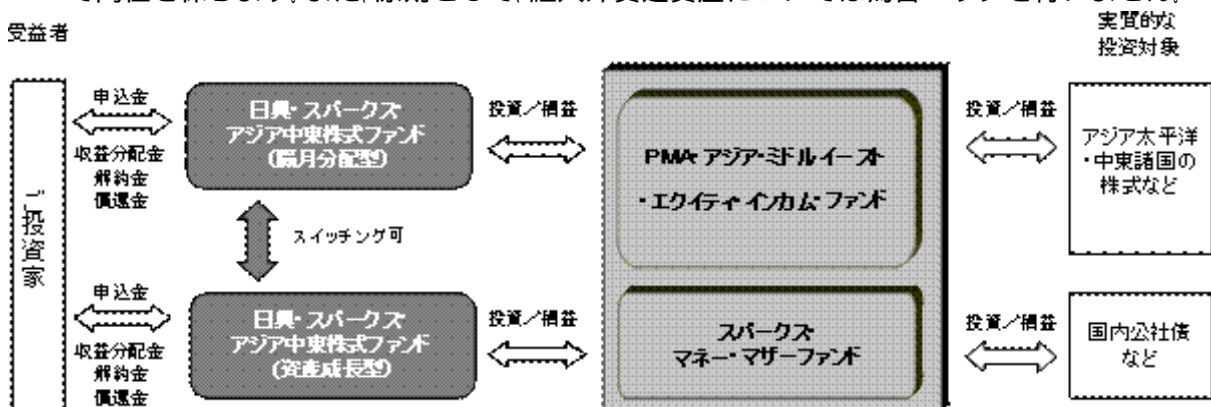 実質的な
投資対象
受益者
申込金
収益分配金
解約金
償還金
日興・スパークス・
アジア中東株式ファンド
(隔月分配型)
投資/損益
PMA・アジア・ミドルイースト
・エクイティ・インカム・ファンド
投資/損益
アジア太平洋
・中東諸国の
株式など
ご投資家
スイッチング可
申込金
収益分配金
解約金
償還金
日興・スパークス・
アジア中東株式ファンド
(資産成長型)
投資/損益
スパークス・
マネー・マザーファンド
投資/損益
国内公社債
など